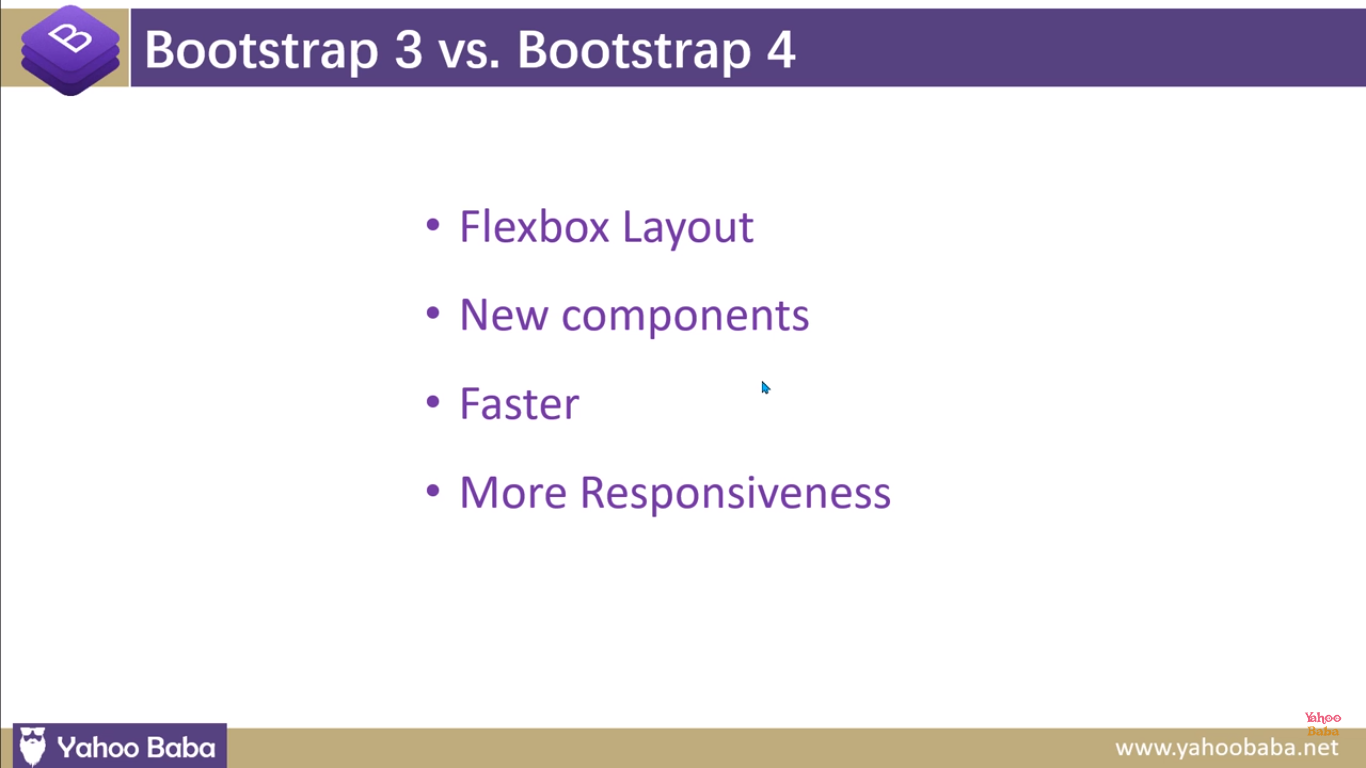 B
Bootstrap 3 vs. Bootstrap 4
• Flexbox Layout
• New components
• Faster
• More Responsiveness
Yahoo
Baba
Yahoo Baba
www.yahoobaba.net